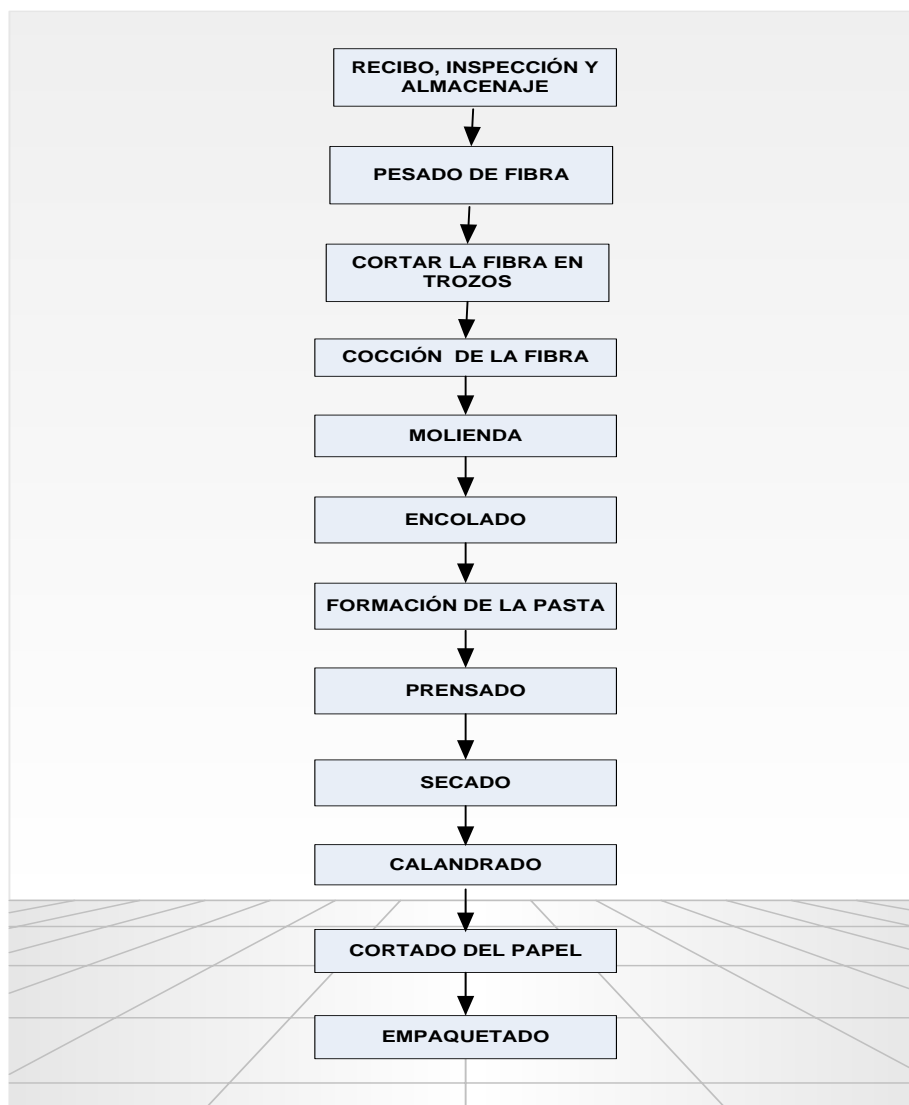 RECIBO, INSPECCIÓN Y
ALMACENAJE
PESADO DE FIBRA
CORTAR LA FIBRA EN
TROZOS
COCCIÓN DE LA FIBRA
MOLIENDA
ENCOLADO
FORMACIÓN DE LA PASTA
PRENSADO
SECADO
CALANDRADO
CORTADO DEL PAPEL
EMPAQUETADO